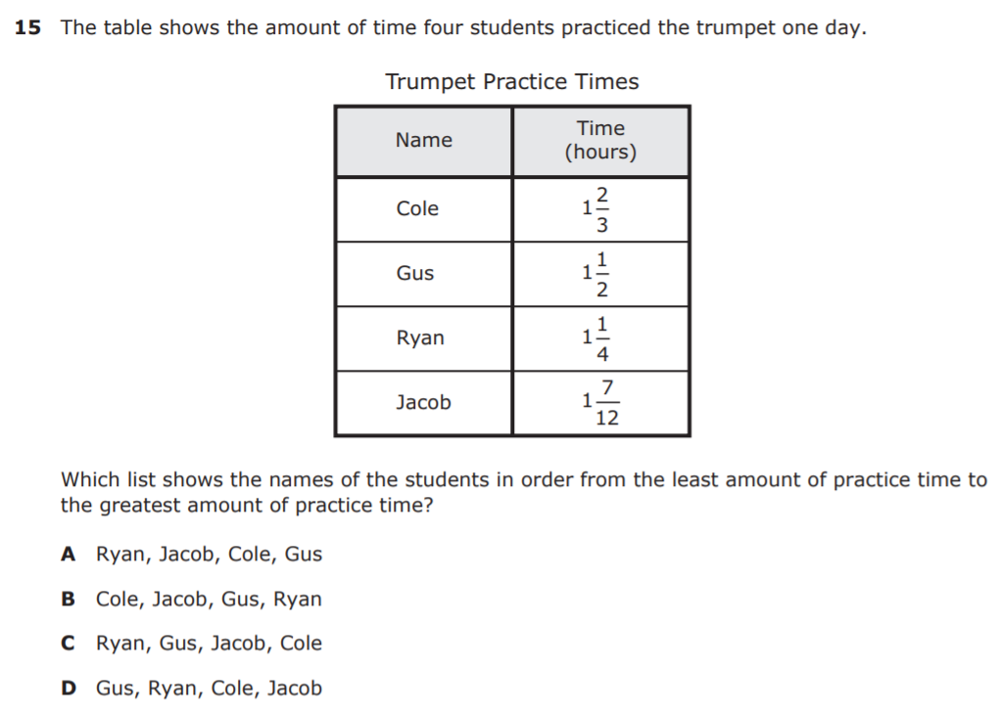 15 The table shows the amount of time four students practiced the trumpet one day.
Trumpet Practice Times
Name Time
(hours)
Cole 1 2/3
Gus 1 1/2
Ryan 1 1/4
Jacob 1 7/12
Which list shows the names of the students in order from the least amount of practice time to
the greatest amount of practice time?
A Ryan, Jacob, Cole, Gus
B Cole, Jacob, Gus, Ryan
C Ryan, Gus, Jacob, Cole
D Gus, Ryan, Cole, Jacob